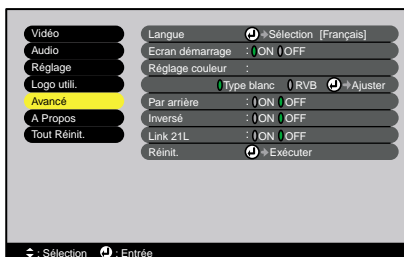 Vidéo
Audio
Réglage
Logo utili.
Avancé
A Propos
Tout Réinit.
Langue Sélection [Français]
Ecran démarrage : ON OFF
Réglage couleur :
Type blanc RVB Ajuster
Par arrière : ON OFF
Inversé : ON OFF
Link 21L : ON OFF
Réinit. Exécuter
: Sélection : Entrée